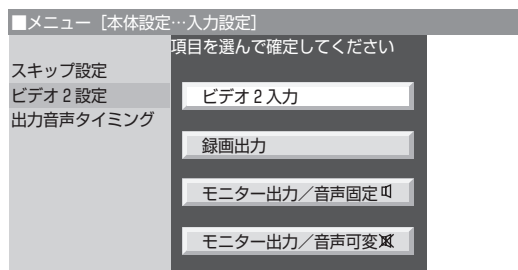 ■メニュー［本体設定…入力設定］
項目を選んで確定してください
スキップ設定
ビデオ２設定
出力音声タイミング
ビデオ２入力
録画出力
モニター出力／音声固定
モニター出力／音声可変